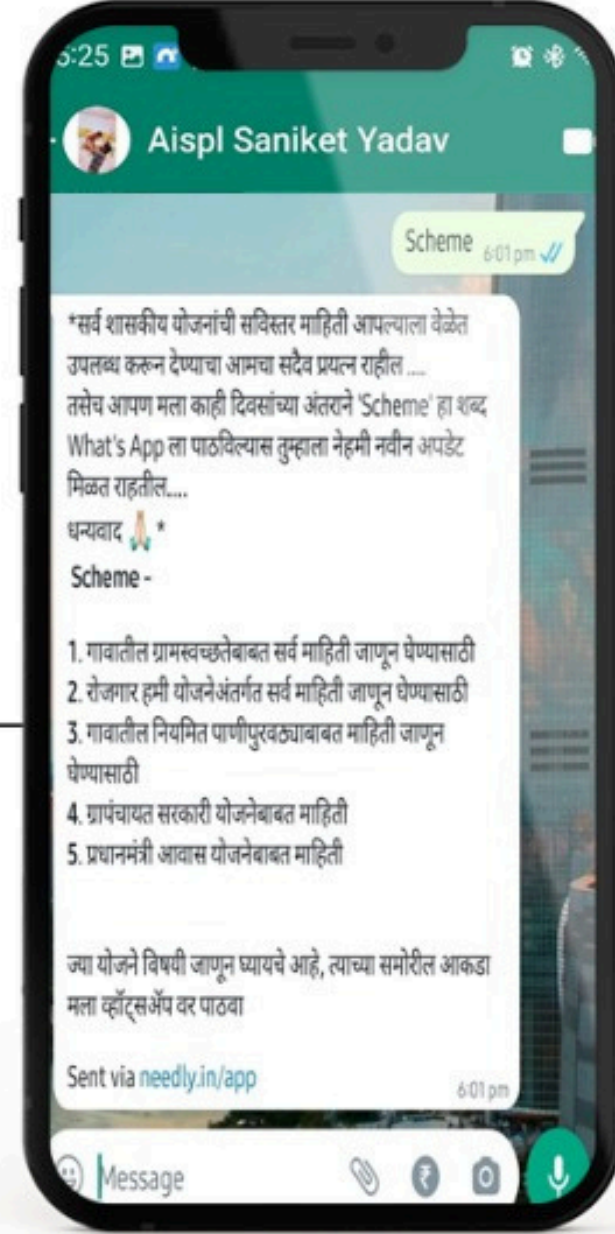 5:25
Aispl Saniket Yadav
Scheme 6:01 pm
*सर्व शासकीय योजनांची सविस्तर माहिती आपल्याला वेळेत
उपलब्ध करून देण्याचा आमचा सदैव प्रयत्न राहील ....
तसेच आपण मला काही दिवसांच्या अंतराने 'Scheme' हा शब्द
What's App ला पाठविल्यास तुम्हाला नेहमी नवीन अपडेट
मिळत राहतील....
धन्यवाद 🙏🏻 *
Scheme -
1. गावातील ग्रामस्वच्छतेबाबत सर्व माहिती जाणून घेण्यासाठी
2. रोजगार हमी योजनेअंतर्गत सर्व माहिती जाणून घेण्यासाठी
3. गावातील नियमित पाणीपुरवठ्याबाबत माहिती जाणून
घेण्यासाठी
4. ग्रापंचायत सरकारी योजनेबाबत माहिती
5. प्रधानमंत्री आवास योजनेबाबत माहिती
ज्या योजने विषयी जाणून घ्यायचे आहे, त्याच्या समोरील आकडा
मला व्हॉट्सॲप वर पाठवा
Sent via needly.in/app
6:01 pm
Message